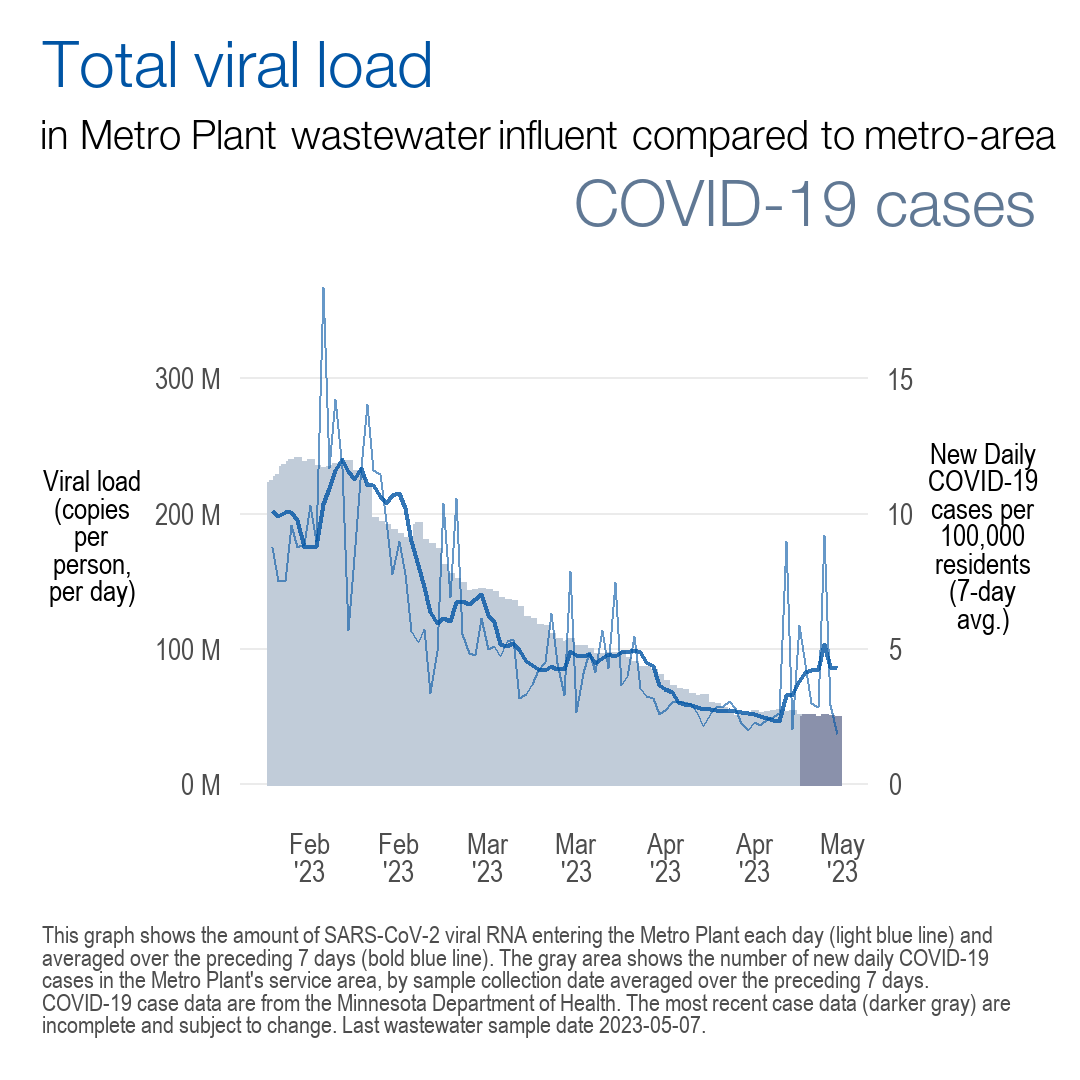 Total viral load
in Metro Plant wastewater influent compared to metro-area
COVID-19 cases
300 M
200 M
100 M
0 M
Viral load
(copies
per
person,
per day)
15
10
5
0
New Daily
COVID-19
cases per
100,000
residents
(7-day
avg.)
Feb
'23
Feb
'23
Mar
'23
Mar
'23
Apr
'23
Apr
'23
May
'23
This graph shows the amount of SARS-CoV-2 viral RNA entering the Metro Plant each day (light blue line) and
averaged over the preceding 7 days (bold blue line). The gray area shows the number of new daily COVID-19
cases in the Metro Plant's service area, by sample collection date averaged over the preceding 7 days.
COVID-19 case data are from the Minnesota Department of Health. The most recent case data (darker gray) are
incomplete and subject to change. Last wastewater sample date 2023-05-07.